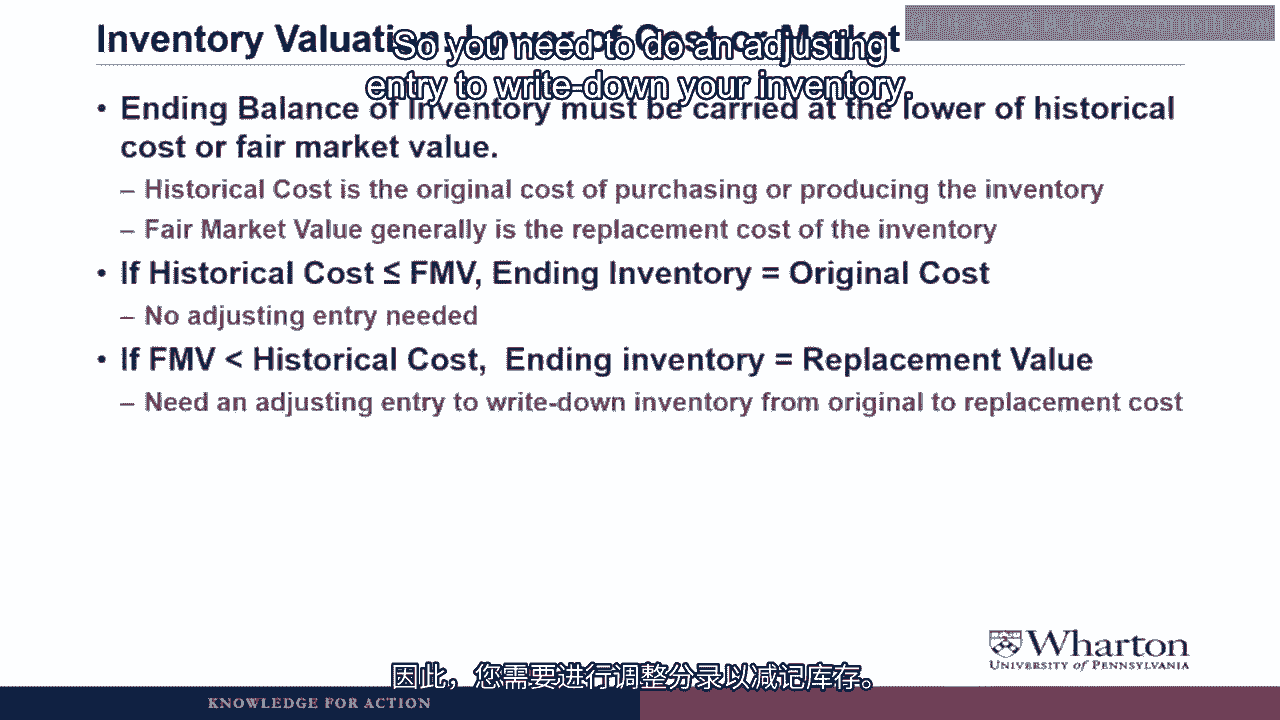 Inventory Valuation: Lower of Cost or Market
So you need to do an adjusting
entry to write-down your inventory.
• Ending Balance of Inventory must be carried at the lower of historical
cost or fair market value.
– Historical Cost is the original cost of purchasing or producing the inventory
– Fair Market Value generally is the replacement cost of the inventory
• If Historical Cost ≤ FMV, Ending Inventory = Original Cost
– No adjusting entry needed
• If FMV < Historical Cost, Ending inventory = Replacement Value
– Need an adjusting entry to write-down inventory from original to replacement cost
Wharton
UNIVERSITY of PENNSYLVANIA
因此，您需要进行调整分录以减记库存。
KNOWLEDGE FOR ACTION